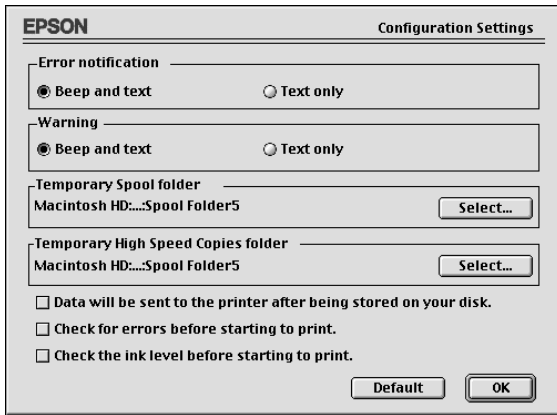 EPSON Configuration Settings
Error notification
Beep and text Text only
Warning
Beep and text Text only
Temporary Spool folder
Macintosh HD:...:Spool Folder5 Select...
Temporary High Speed Copies folder
Macintosh HD:...:Spool Folder5 Select...
Data will be sent to the printer after being stored on your disk.
Check for errors before starting to print.
Check the ink level before starting to print.
Default OK